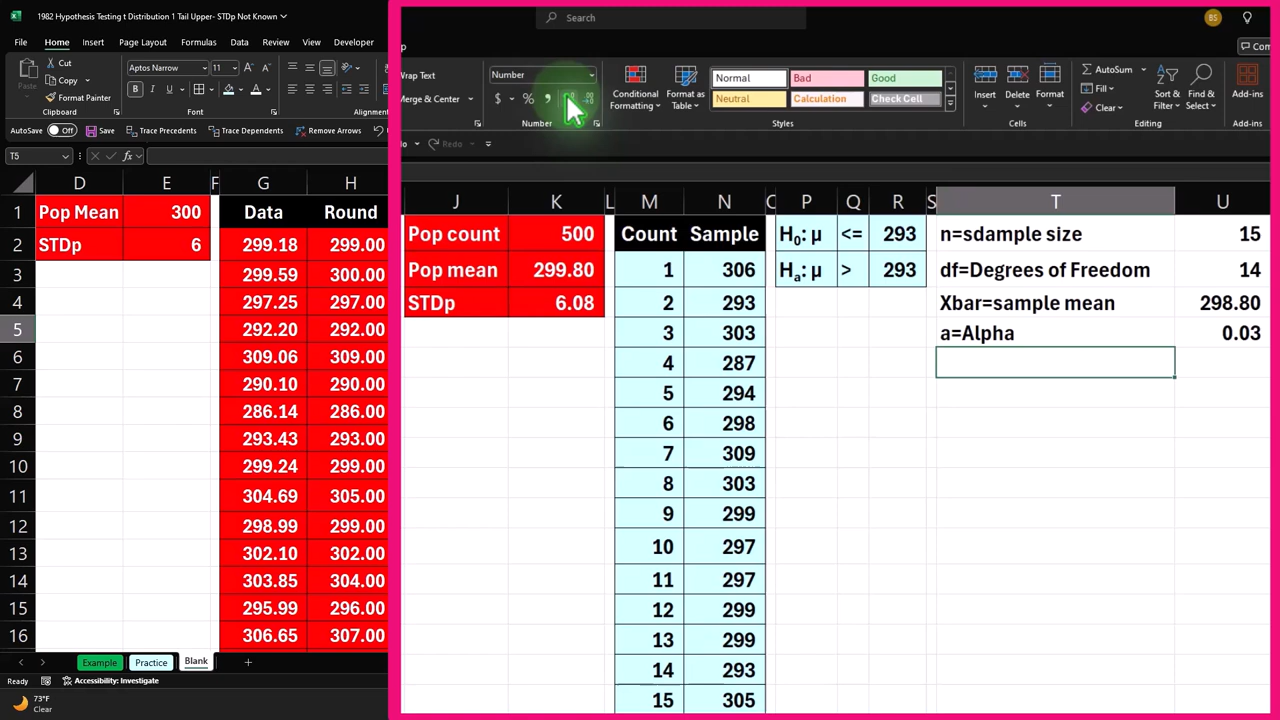 1982 Hypothesis Testing t Distribution 1 Tail Upper- STDp Not Known
Search
BS
File Home Insert Page Layout Formulas Data Review View Developer
Com
Cut
Copy
Format Painter
Aptos Narrow 11
Font
Wrap Text
Merge & Center
Number
Number
Conditional Formatting
Format as Table
Normal Bad Good
Neutral Calculation Check Cell
Styles
Insert Delete Format
Cells
AutoSum
Fill
Clear
Sort & Filter
Find & Select
Editing
Add-ins
Add-ins
AutoSave Off Save Trace Precedents Trace Dependents Remove Arrows
Redo
T5 fx
D E F G H
1 Pop Mean 300 Data Round
2 STDp 6 299.18 299.00
3 299.59 300.00
4 297.25 297.00
5 292.20 292.00
6 309.06 309.00
7 290.10 290.00
8 286.14 286.00
9 293.43 293.00
10 299.24 299.00
11 304.69 305.00
12 298.99 299.00
13 302.10 302.00
14 303.85 304.00
15 295.99 296.00
16 306.65 307.00
J K L M N P Q R S T U
Pop count 500 Count Sample H0: µ <= 293 n=sdample size 15
Pop mean 299.80 1 306 Ha: µ > 293 df=Degrees of Freedom 14
STDp 6.08 2 293 Xbar=sample mean 298.80
3 303 a=Alpha 0.03
4 287
5 294
6 298
7 309
8 303
9 299
10 297
11 297
12 299
13 299
14 293
15 305
Example Practice Blank
Ready Accessibility: Investigate
73°F
Clear